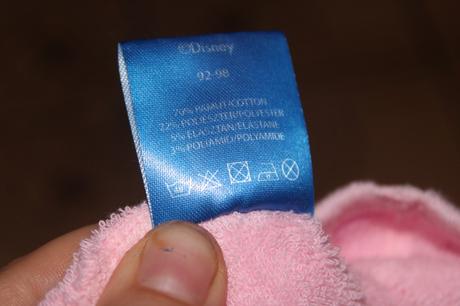 ©Disney
92-98
70% PAMUT/COTTON
22% POLIÉSZTER/POLYESTER
5% ELASZTÁN/ELASTANE
3% POLIAMID/POLYAMIDE